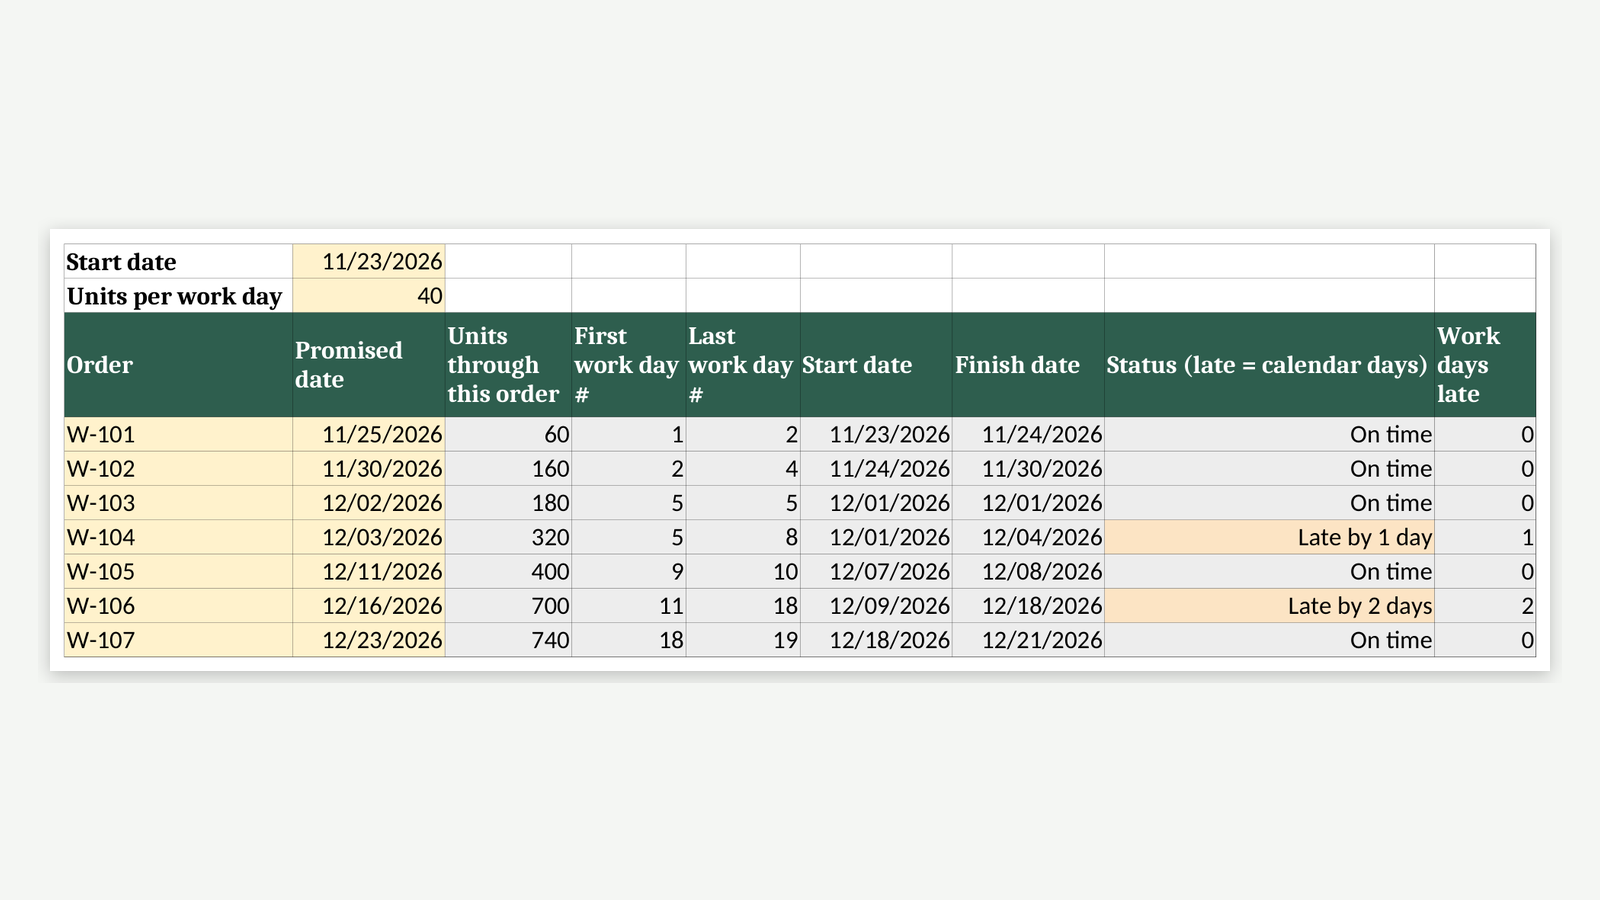 Start date 11/23/2026
Units per work day 40
Order Promised date Units through this order First work day # Last work day # Start date Finish date Status (late = calendar days) Work days late
W-101 11/25/2026 60 1 2 11/23/2026 11/24/2026 On time 0
W-102 11/30/2026 160 2 4 11/24/2026 11/30/2026 On time 0
W-103 12/02/2026 180 5 5 12/01/2026 12/01/2026 On time 0
W-104 12/03/2026 320 5 8 12/01/2026 12/04/2026 Late by 1 day 1
W-105 12/11/2026 400 9 10 12/07/2026 12/08/2026 On time 0
W-106 12/16/2026 700 11 18 12/09/2026 12/18/2026 Late by 2 days 2
W-107 12/23/2026 740 18 19 12/18/2026 12/21/2026 On time 0